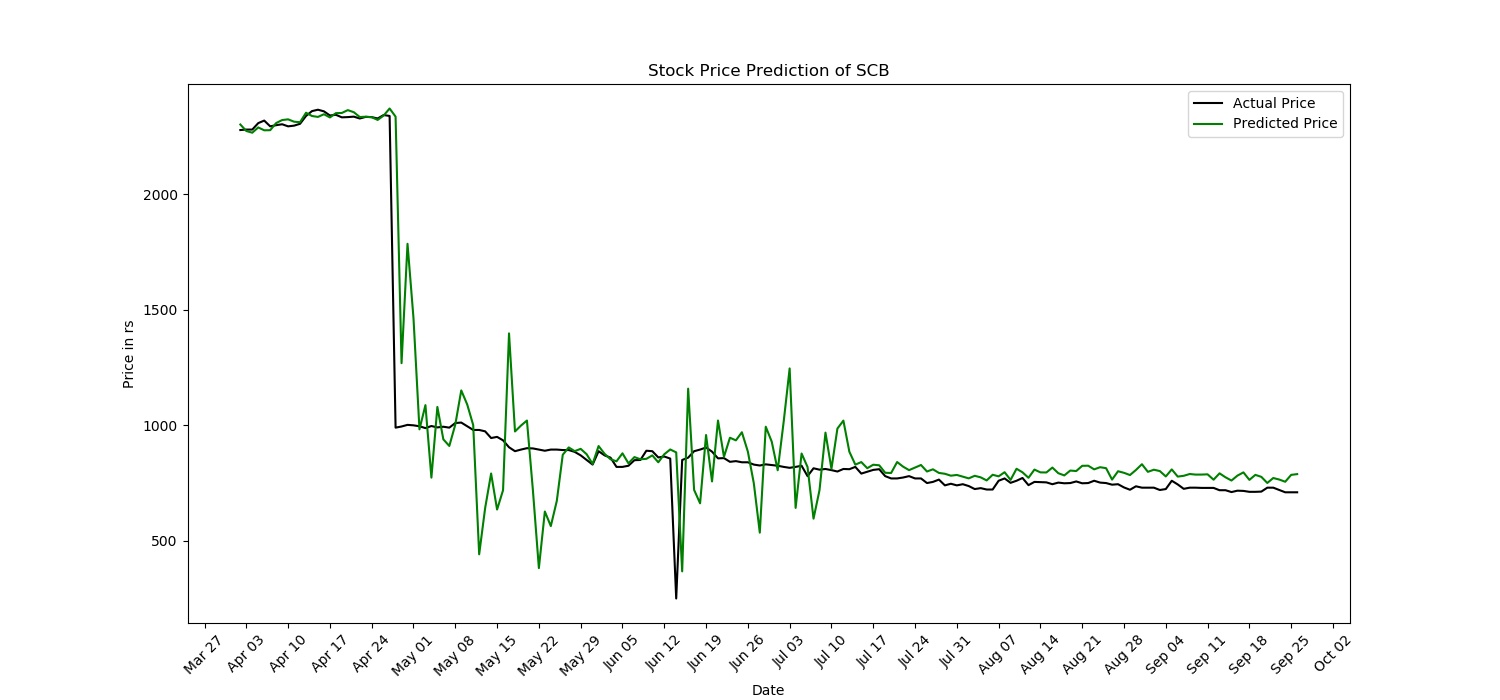 Stock Price Prediction of SCB
Actual Price
Predicted Price
Price in rs
2000
1500
1000
500
Mar 27
Apr 03
Apr 10
Apr 17
Apr 24
May 01
May 08
May 15
May 22
May 29
Jun 05
Jun 12
Jun 19
Jun 26
Jul 03
Jul 10
Jul 17
Jul 24
Jul 31
Aug 07
Aug 14
Aug 21
Aug 28
Sep 04
Sep 11
Sep 18
Sep 25
Oct 02
Date